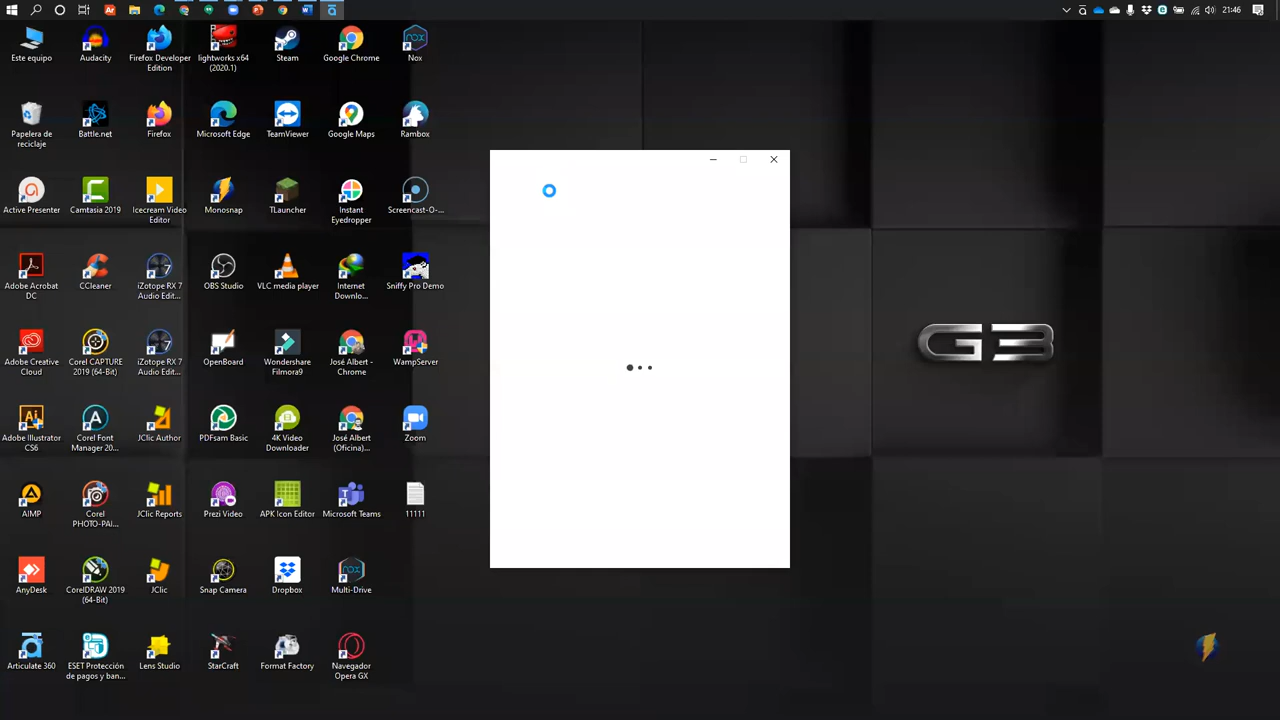 Ar
W
21:46
Este equipo
Audacity
Firefox Developer
Edition
lightworks x64
(2020.1)
Steam
Google Chrome
Nox
Papelera de
reciclaje
Battle.net
Firefox
Microsoft Edge
TeamViewer
Google Maps
Rambox
Active Presenter
Camtasia 2019
Icecream Video
Editor
Monosnap
TLauncher
Instant
Eyedropper
Screencast-O-...
Adobe Acrobat
DC
CCleaner
iZotope RX 7
Audio Edit...
OBS Studio
VLC media player
Internet
Downlo...
Sniffy Pro Demo
Adobe Creative
Cloud
Corel CAPTURE
2019 (64-Bit)
iZotope RX 7
Audio Edit...
OpenBoard
Wondershare
Filmora9
José Albert -
Chrome
WampServer
Adobe Illustrator
CS6
Corel Font
Manager 20...
JClic Author
PDFsam Basic
4K Video
Downloader
José Albert
(Oficina)...
Zoom
AIMP
Corel
PHOTO-PAI...
JClic Reports
Prezi Video
APK Icon Editor
Microsoft Teams
11111
AnyDesk
CorelDRAW 2019
(64-Bit)
JClic
Snap Camera
Dropbox
Multi-Drive
Articulate 360
ESET Protección
de pagos y ban...
Lens Studio
StarCraft
Format Factory
Navegador
Opera GX
G3